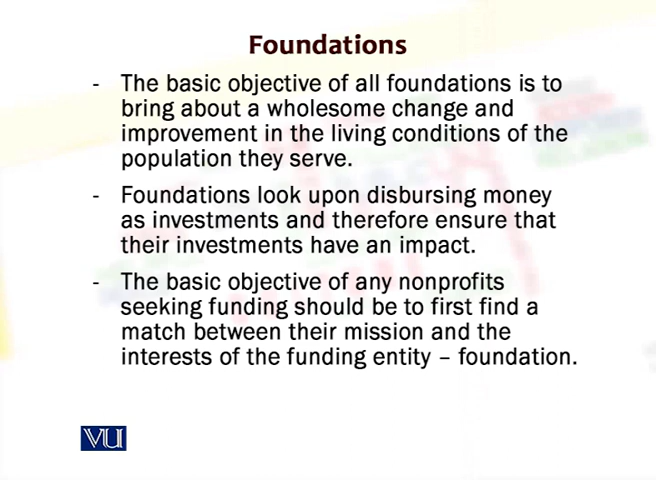 Foundations
- The basic objective of all foundations is to
bring about a wholesome change and
improvement in the living conditions of the
population they serve.
- Foundations look upon disbursing money
as investments and therefore ensure that
their investments have an impact.
- The basic objective of any nonprofits
seeking funding should be to first find a
match between their mission and the
interests of the funding entity – foundation.
VU